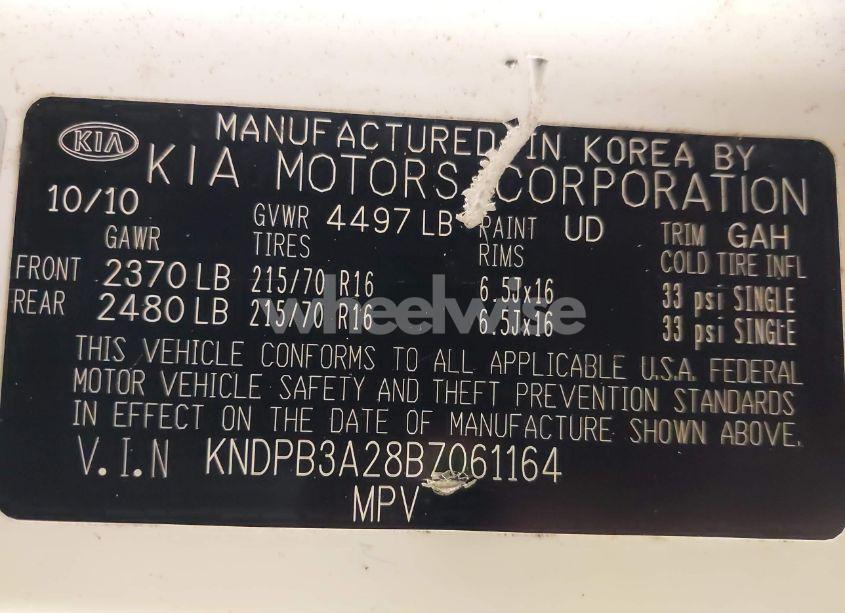 KIA MANUFACTURED IN KOREA BY
KIA MOTORS CORPORATION
10/10 GVWR 4497 LB PAINT UD TRIM GAH
GAWR TIRES RIMS COLD TIRE INFL
FRONT 2370 LB 215/70 R16 6.5Jx16 33 psi SINGLE
REAR 2480 LB 215/70 R16 6.5Jx16 33 psi SINGLE
wheelwise
THIS VEHICLE CONFORMS TO ALL APPLICABLE U.S.A. FEDERAL
MOTOR VEHICLE SAFETY AND THEFT PREVENTION STANDARDS
IN EFFECT ON THE DATE OF MANUFACTURE SHOWN ABOVE.
V.I.N KNDPB3A28B7061164
MPV